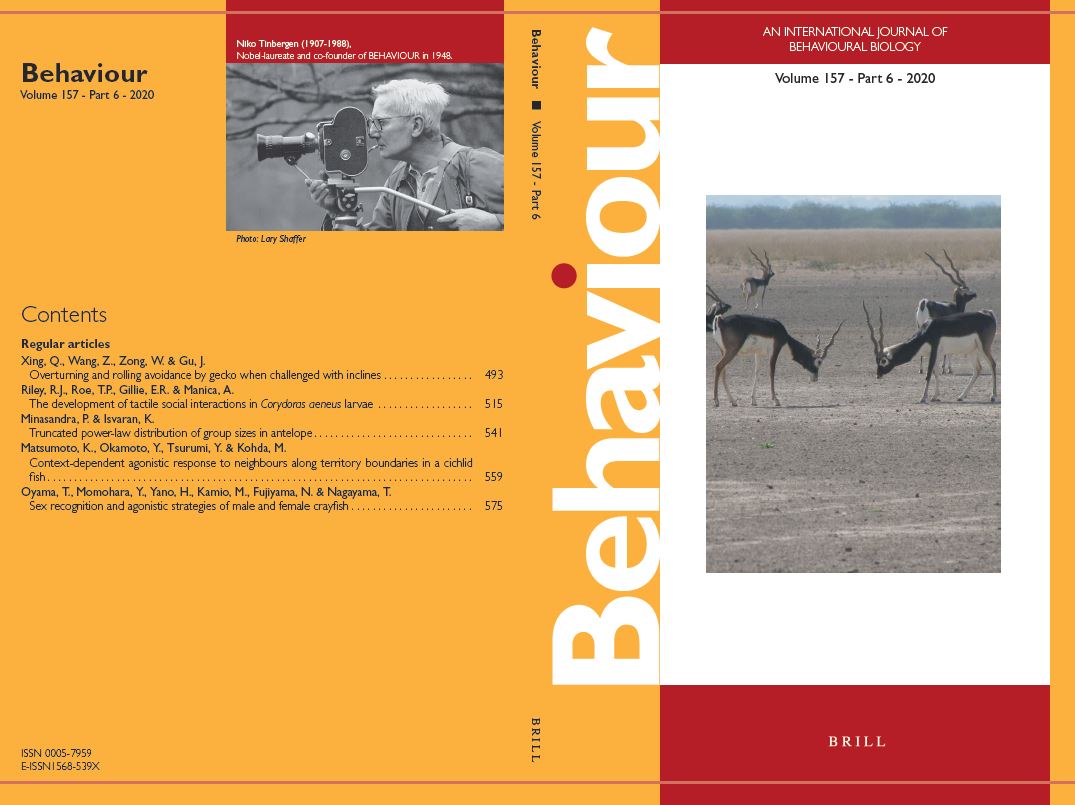 Behaviour
Volume 157 - Part 6 - 2020
Niko Tinbergen (1907-1988),
Nobel-laureate and co-founder of BEHAVIOUR in 1948.
Photo: Lary Shaffer
Contents
Regular articles
Xing, Q., Wang, Z., Zong, W. & Gu, J.
Overturning and rolling avoidance by gecko when challenged with inclines ................. 493
Riley, R.J., Roe, T.P., Gillie, E.R. & Manica, A.
The development of tactile social interactions in Corydoras aeneus larvae .................. 515
Minasandra, P. & Isvaran, K.
Truncated power-law distribution of group sizes in antelope.............................. 541
Matsumoto, K., Okamoto, Y., Tsurumi, Y. & Kohda, M.
Context-dependent agonistic response to neighbours along territory boundaries in a cichlid
fish................................................................................ 559
Oyama, T., Momohara, Y., Yano, H., Kamio, M., Fujiyama, N. & Nagayama, T.
Sex recognition and agonistic strategies of male and female crayfish....................... 575
ISSN 0005-7959
E-ISSN1568-539X
Behaviour ■ Volume 157 - Part 6
BRILL
Behaviour
AN INTERNATIONAL JOURNAL OF
BEHAVIOURAL BIOLOGY
Volume 157 - Part 6 - 2020
BRILL